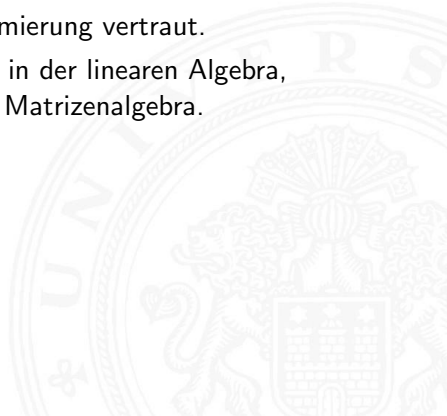 mierung vertraut.
in der linearen Algebra,
Matrizenalgebra.
U N I V E R S